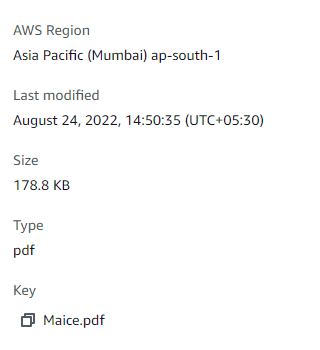 AWS Region
Asia Pacific (Mumbai) ap-south-1
Last modified
August 24, 2022, 14:50:35 (UTC+05:30)
Size
178.8 KB
Type
pdf
Key
Maice.pdf